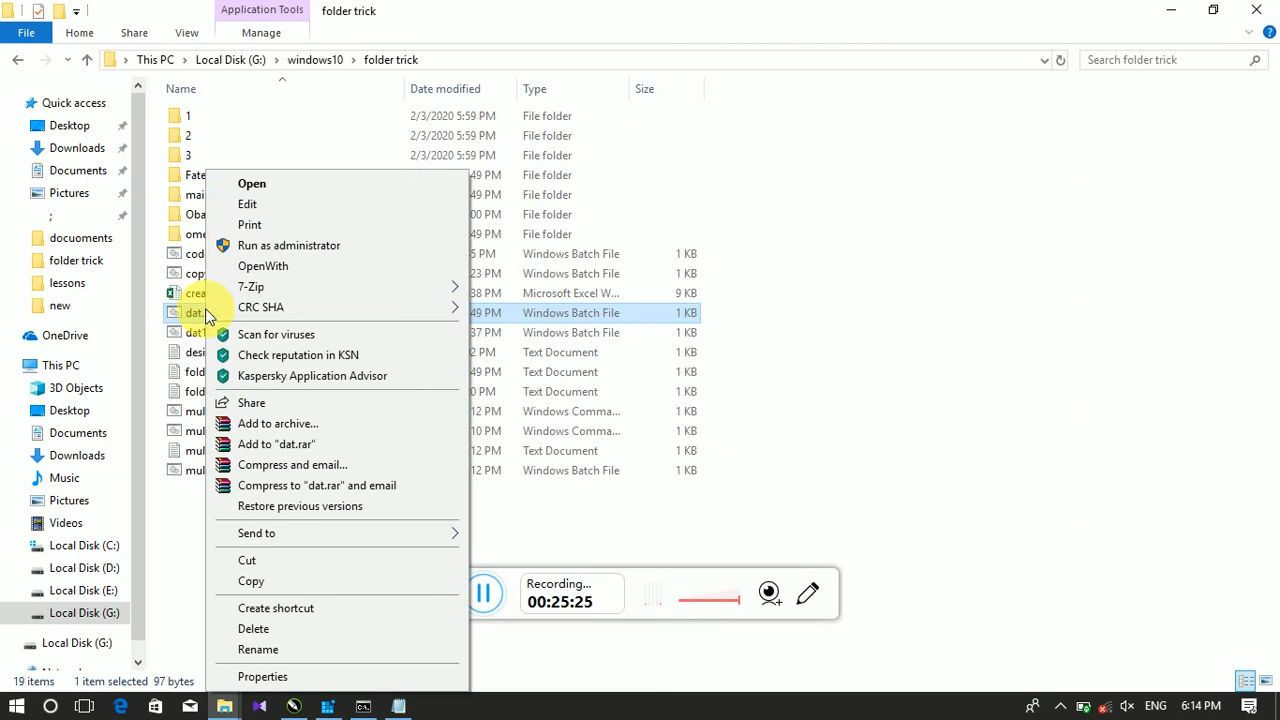 Application Tools
folder trick
File
Home
Share
View
Manage
This PC
Local Disk (G:)
windows10
folder trick
Search folder trick
Name
Date modified
Type
Size
Quick access
Desktop
Downloads
Documents
Pictures
;
docuoments
folder trick
lessons
new
OneDrive
This PC
3D Objects
Desktop
Documents
Downloads
Music
Pictures
Videos
Local Disk (C:)
Local Disk (D:)
Local Disk (E:)
Local Disk (G:)
Local Disk (G:)
1 2/3/2020 5:59 PM File folder
2 2/3/2020 5:59 PM File folder
3 2/3/2020 5:59 PM File folder
Fate :49 PM File folder
mai :49 PM File folder
Oba :00 PM File folder
ome :49 PM File folder
cod 5 PM Windows Batch File 1 KB
cop :23 PM Windows Batch File 1 KB
crea :38 PM Microsoft Excel W... 9 KB
dat. :49 PM Windows Batch File 1 KB
dat1 :37 PM Windows Batch File 1 KB
desi 2 PM Text Document 1 KB
fold :49 PM Text Document 1 KB
fold 0 PM Text Document 1 KB
mul :12 PM Windows Comma... 1 KB
mul :10 PM Windows Comma... 1 KB
mul :12 PM Text Document 1 KB
mul :12 PM Windows Batch File 1 KB
Open
Edit
Print
Run as administrator
OpenWith
7-Zip
CRC SHA
Scan for viruses
Check reputation in KSN
Kaspersky Application Advisor
Share
Add to archive...
Add to "dat.rar"
Compress and email...
Compress to "dat.rar" and email
Restore previous versions
Send to
Cut
Copy
Create shortcut
Delete
Rename
Properties
Recording...
00:25:25
19 items
1 item selected 97 bytes
ENG
6:14 PM